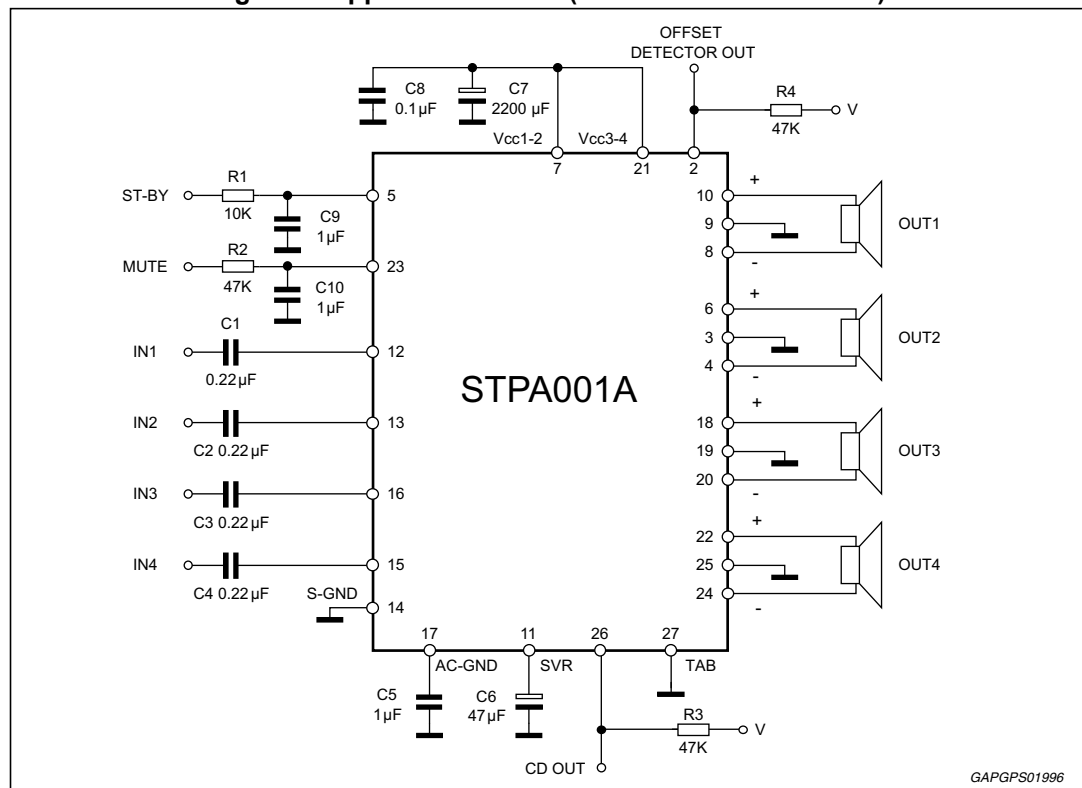 OFFSET
DETECTOR OUT
C8
0.1µF
C7
2200 µF
R4
47K
V
Vcc1-2
Vcc3-4
7
21
2
ST-BY
R1
10K
5
C9
1µF
MUTE
R2
47K
23
C10
1µF
IN1
C1
0.22µF
12
IN2
C2 0.22µF
13
IN3
C3 0.22µF
16
IN4
C4 0.22µF
15
S-GND
14
STPA001A
10
+
9
8
-
OUT1
6
+
3
4
-
OUT2
18
+
19
20
-
OUT3
22
+
25
24
-
OUT4
17
AC-GND
11
SVR
26
27
TAB
C5
1µF
C6
47µF
R3
47K
V
CD OUT
GAPGPS01996